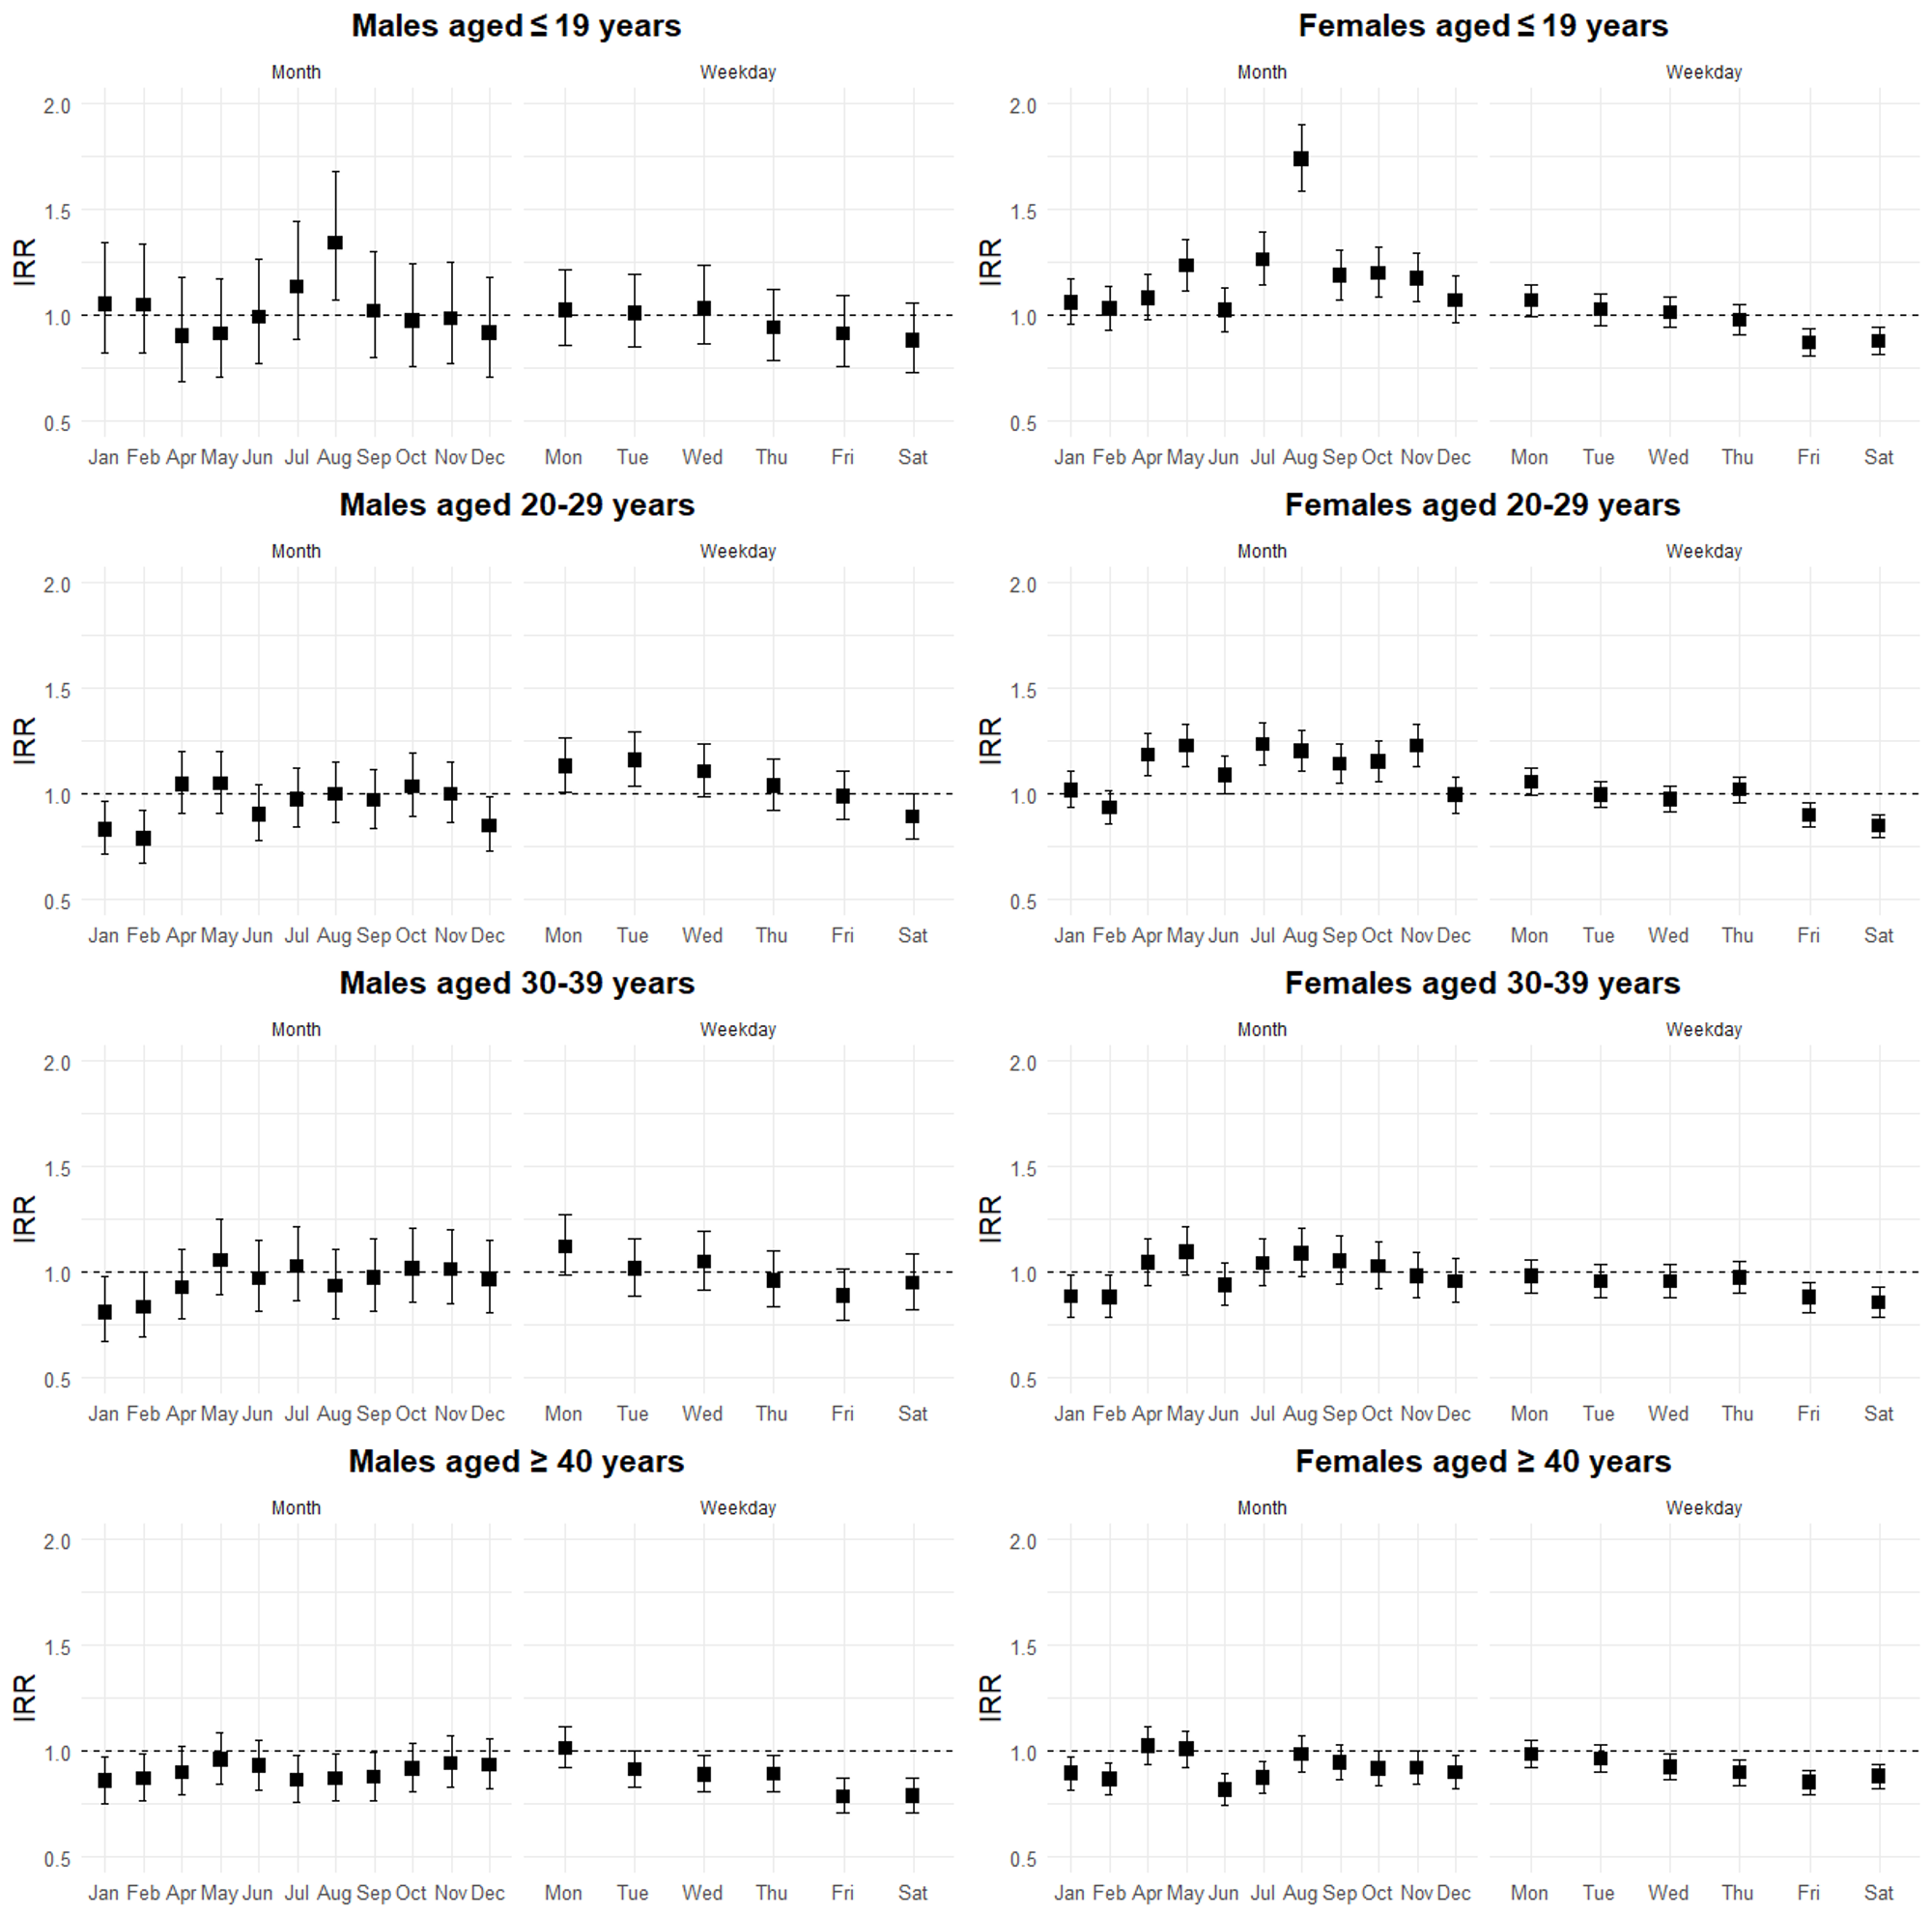 Males aged ≤ 19 years
Month Weekday
2.0
1.5
1.0
0.5
IRR
Jan Feb Apr May Jun Jul Aug Sep Oct Nov Dec Mon Tue Wed Thu Fri Sat
Females aged ≤ 19 years
Month Weekday
2.0
1.5
1.0
0.5
IRR
Jan Feb Apr May Jun Jul Aug Sep Oct Nov Dec Mon Tue Wed Thu Fri Sat
Males aged 20-29 years
Month Weekday
2.0
1.5
1.0
0.5
IRR
Jan Feb Apr May Jun Jul Aug Sep Oct Nov Dec Mon Tue Wed Thu Fri Sat
Females aged 20-29 years
Month Weekday
2.0
1.5
1.0
0.5
IRR
Jan Feb Apr May Jun Jul Aug Sep Oct Nov Dec Mon Tue Wed Thu Fri Sat
Males aged 30-39 years
Month Weekday
2.0
1.5
1.0
0.5
IRR
Jan Feb Apr May Jun Jul Aug Sep Oct Nov Dec Mon Tue Wed Thu Fri Sat
Females aged 30-39 years
Month Weekday
2.0
1.5
1.0
0.5
IRR
Jan Feb Apr May Jun Jul Aug Sep Oct Nov Dec Mon Tue Wed Thu Fri Sat
Males aged ≥ 40 years
Month Weekday
2.0
1.5
1.0
0.5
IRR
Jan Feb Apr May Jun Jul Aug Sep Oct Nov Dec Mon Tue Wed Thu Fri Sat
Females aged ≥ 40 years
Month Weekday
2.0
1.5
1.0
0.5
IRR
Jan Feb Apr May Jun Jul Aug Sep Oct Nov Dec Mon Tue Wed Thu Fri Sat